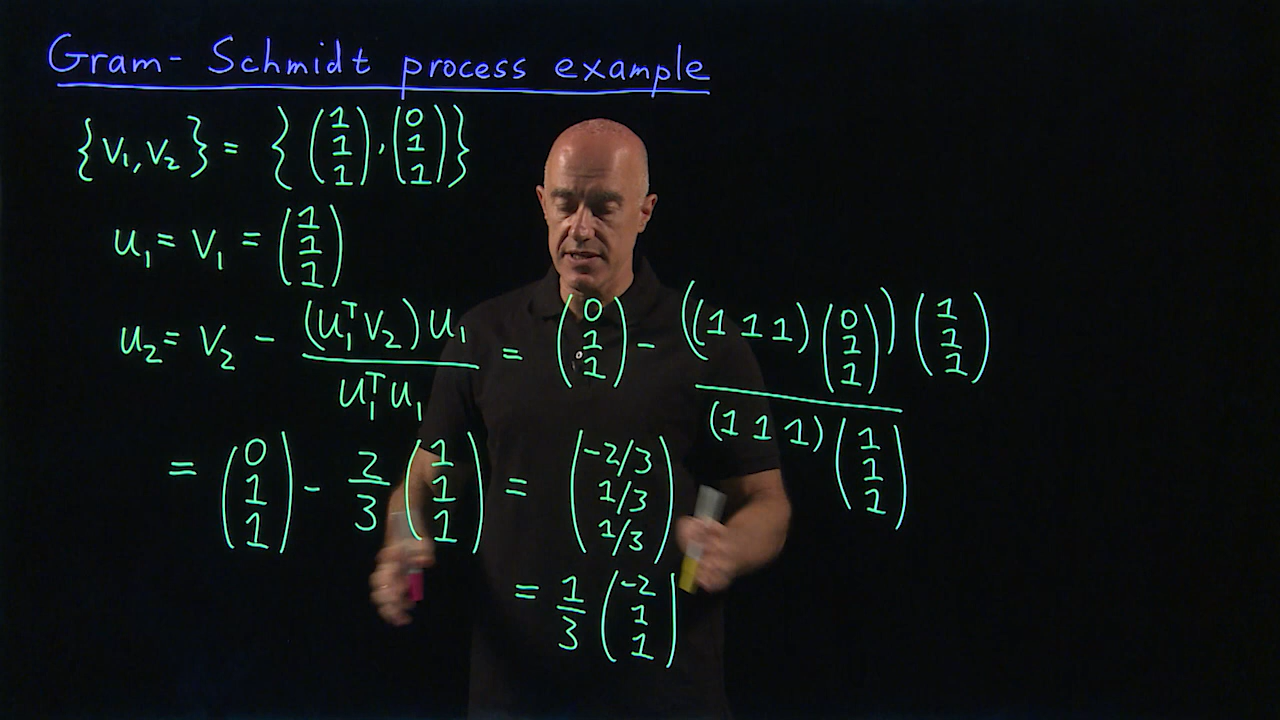 Gram-Schmidt process example
{v₁, v₂} = { (1 1 1), (0 1 1) }
u₁ = v₁ = (1 1 1)
u₂ = v₂ - (u₁ᵀv₂)u₁ / u₁ᵀu₁ = (0 1 1) - ((1 1 1)(0 1 1))(1 1 1) / (1 1 1)(1 1 1)
= (0 1 1) - 2/3 (1 1 1) = (-2/3 1/3 1/3)
= 1/3 (-2 1 1)